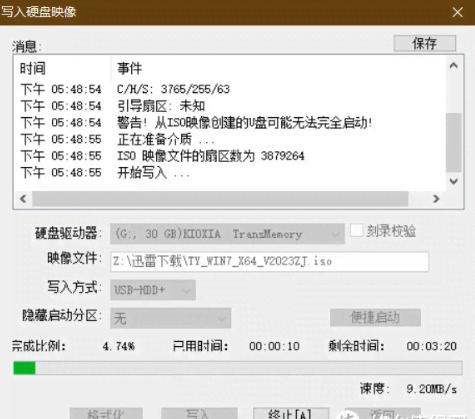 写入硬盘映像
消息:
保存
时间 事件
下午 05:48:54 C/H/S: 3765/255/63
下午 05:48:54 引导扇区: 未知
下午 05:48:54 警告! 从ISO映像创建的U盘可能无法完全启动!
下午 05:48:55 正在准备介质 ...
下午 05:48:55 ISO 映像文件的扇区数为 3879264
下午 05:48:55 开始写入 ...
硬盘驱动器: (G:, 30 GB)KIOXIA TransMemory 刻录校验
映像文件: Z:\迅雷下载\TY_WIN7_X64_V2023ZJ.iso
写入方式: USB-HDD+
隐藏启动分区: 无 便捷启动
完成比例: 4.74% 已用时间: 00:00:10 剩余时间: 00:03:20
速度: 9.20MB/s
格式化 写入 终止[A] 返回